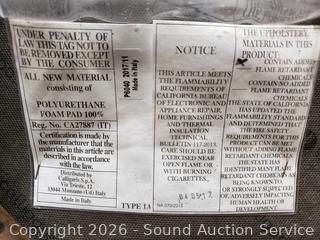 UNDER PENALTY OF
LAW THIS TAG NOT TO
BE REMOVED EXCEPT
BY THE CONSUMER
ALL NEW MATERIAL
consisting of
POLYURETHANE
FOAM PAD 100%
Reg. No. CA27887 (IT)
Certification is made by
the manufacturer that the
materials in this article are
described in accordance
with the law.
Distributed by
Calligaris S.p.A.
Via Trieste, 12
33044 Manzano (Ud) Italy
Made in Italy
TYPE 1A
Made in Italy
NOTICE
THIS ARTICLE MEETS
THE FLAMMABILITY
REQUIREMENTS OF
CALIFORNIA BUREAU
OF ELECTRONIC AND
APPLIANCE REPAIR,
HOME FURNISHINGS
AND THERMAL
INSULATION
TECHNICAL
BULLETIN 117-2013.
CARE SHOULD BE
EXERCISED NEAR
OPEN FLAME OR
WITH BURNING
CIGARETTES.
THE UPHOLSTERY
MATERIALS IN THIS
PRODUCT:
CONTAIN ADDED
FLAME RETARDANT
CHEMICALS
CONTAIN NO ADDED
FLAME RETARDANT
CHEMICALS
THE STATE OF CALIFORNIA
HAS UPDATED THE
FLAMMABILITY STANDARD
AND DETERMINED THAT
THE FIRE SAFETY
REQUIREMENTS FOR THIS
PRODUCT CAN BE MET
WITHOUT ADDING FLAME
RETARDANT CHEMICALS.
THE STATE HAS
IDENTIFIED MANY FLAME
RETARDANT CHEMICALS AS
BEING KNOWN TO,
OR STRONGLY SUSPECTED
OF, ADVERSELY IMPACTING
HUMAN HEALTH OR
DEVELOPMENT.
Copyright 2026 - Sound Auction Service